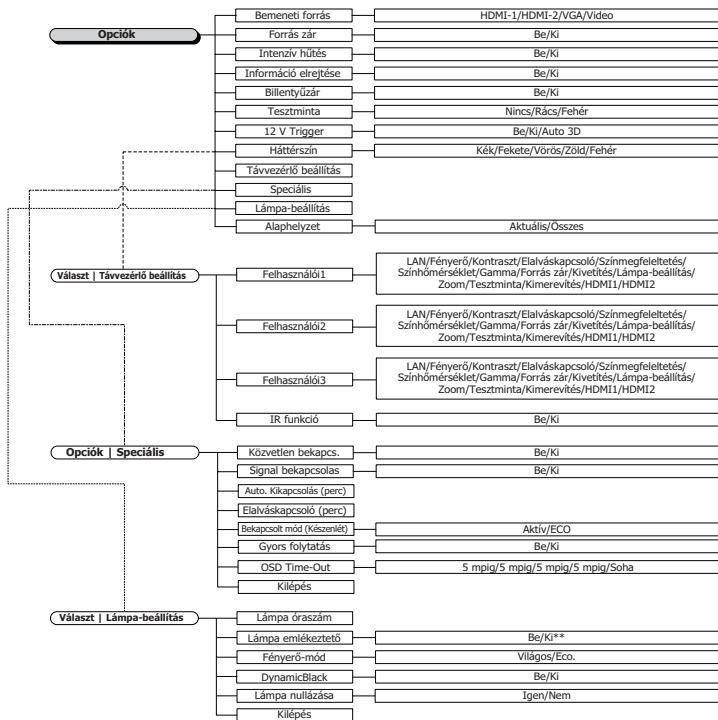 Opciók
Bemeneti forrás HDMI-1/HDMI-2/VGA/Video
Forrás zár Be/Ki
Intenzív hűtés Be/Ki
Információ elrejtése Be/Ki
Billentyűzár Be/Ki
Tesztminta Nincs/Rács/Fehér
12 V Trigger Be/Ki/Auto 3D
Háttérszín Kék/Fekete/Vörös/Zöld/Fehér
Távvezérlő beállítás
Speciális
Lámpa-beállítás
Alaphelyzet Aktuális/Összes
Választ | Távvezérlő beállítás
Felhasználói1
LAN/Fényerő/Kontraszt/Elalváskapcsoló/Színmegfeleltetés/
Színhőmérséklet/Gamma/Forrás zár/Kivetítés/Lámpa-beállítás/
Zoom/Tesztminta/Kimerevítés/HDMI1/HDMI2
Felhasználói2
LAN/Fényerő/Kontraszt/Elalváskapcsoló/Színmegfeleltetés/
Színhőmérséklet/Gamma/Forrás zár/Kivetítés/Lámpa-beállítás/
Zoom/Tesztminta/Kimerevítés/HDMI1/HDMI2
Felhasználói3
LAN/Fényerő/Kontraszt/Elalváskapcsoló/Színmegfeleltetés/
Színhőmérséklet/Gamma/Forrás zár/Kivetítés/Lámpa-beállítás/
Zoom/Tesztminta/Kimerevítés/HDMI1/HDMI2
IR funkció Be/Ki
Opciók | Speciális
Közvetlen bekapcs. Be/Ki
Signal bekapcsolas Be/Ki
Auto. Kikapcsolás (perc)
Elalváskapcsoló (perc)
Bekapcsolt mód (Készenlét) Aktív/ECO
Gyors folytatás Be/Ki
OSD Time-Out 5 mpig/5 mpig/5 mpig/5 mpig/Soha
Kilépés
Választ | Lámpa-beállítás
Lámpa óraszám
Lámpa emlékeztető Be/Ki**
Fényerő-mód Világos/Eco.
DynamicBlack Be/Ki
Lámpa nullázása Igen/Nem
Kilépés